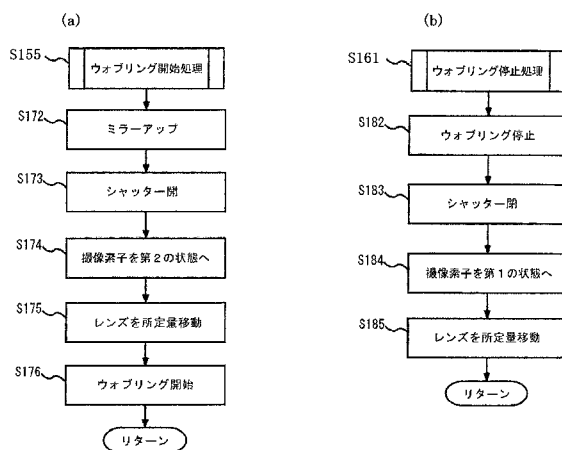 (a)
S155 ウォブリング開始処理
S172 ミラーアップ
S173 シャッター開
S174 撮像素子を第2の状態へ
S175 レンズを所定量移動
S176 ウォブリング開始
リターン
(b)
S161 ウォブリング停止処理
S182 ウォブリング停止
S183 シャッター閉
S184 撮像素子を第1の状態へ
S185 レンズを所定量移動
リターン